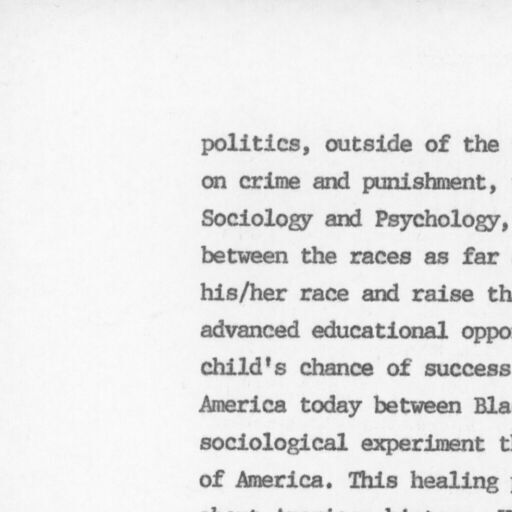 politics, outside of the
on crime and punishment,
Sociology and Psychology,
between the races as far
his/her race and raise th
advanced educational oppo
child's chance of success
America today between Bla
sociological experiment t
of America. This healing